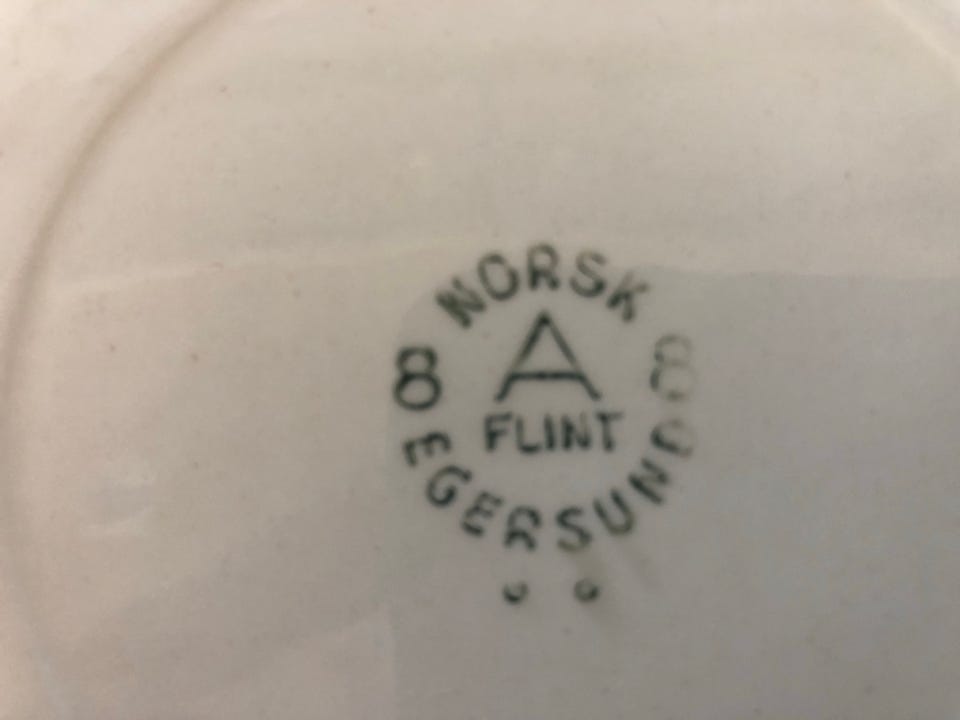 NORSK
8 A 8
FLINT
EGERSUND